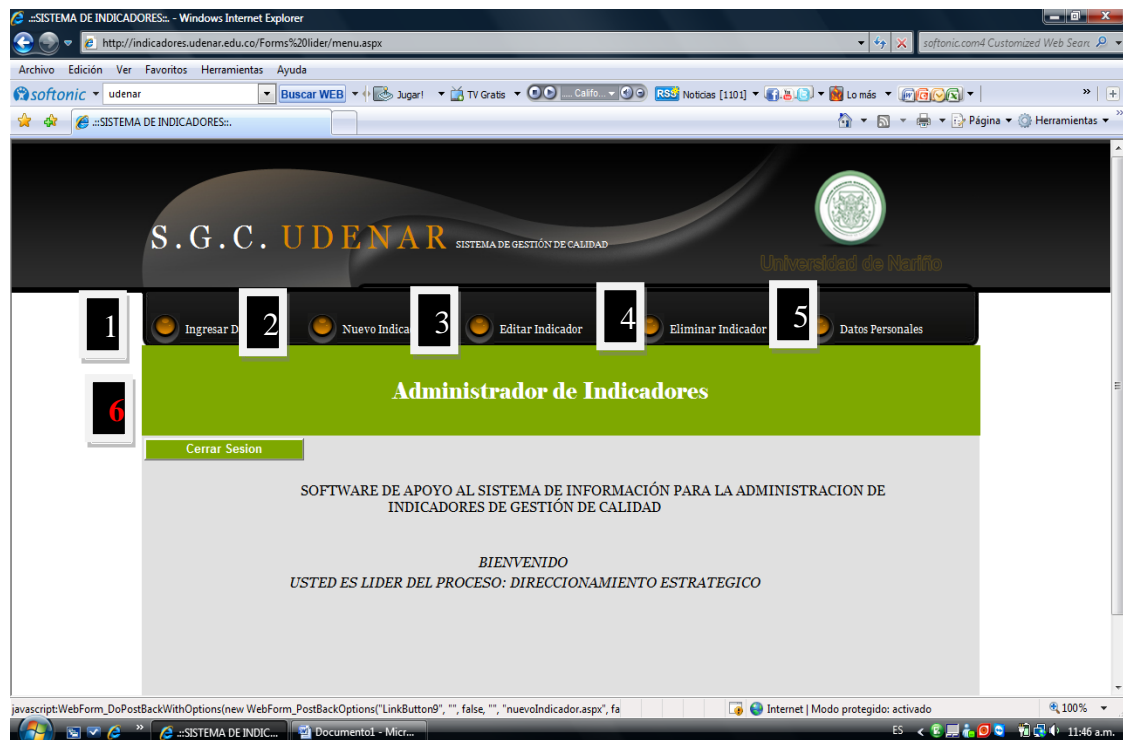 .::SISTEMA DE INDICADORES::. - Windows Internet Explorer
http://indicadores.udenar.edu.co/Forms%20lider/menu.aspx
softonic.com4 Customized Web Searc
Archivo Edición Ver Favoritos Herramientas Ayuda
softonic udenar Buscar WEB Jugar! TV Gratis .... Califo... RSS Noticias [1101] Lo más »
.::SISTEMA DE INDICADORES::. Página Herramientas »
S.G.C. UDENAR SISTEMA DE GESTIÓN DE CALIDAD
Universidad de Nariño
1 Ingresar D 2 Nuevo Indica 3 Editar Indicador 4 Eliminar Indicador 5 Datos Personales
Administrador de Indicadores
6
Cerrar Sesion
SOFTWARE DE APOYO AL SISTEMA DE INFORMACIÓN PARA LA ADMINISTRACION DE
INDICADORES DE GESTIÓN DE CALIDAD
BIENVENIDO
USTED ES LIDER DEL PROCESO: DIRECCIONAMIENTO ESTRATEGICO
javascript:WebForm_DoPostBackWithOptions(new WebForm_PostBackOptions("LinkButton9", "", false, "", "nuevoIndicador.aspx", fa Internet | Modo protegido: activado 100%
» .::SISTEMA DE INDIC... Documento1 - Micr... ES 11:46 a.m.